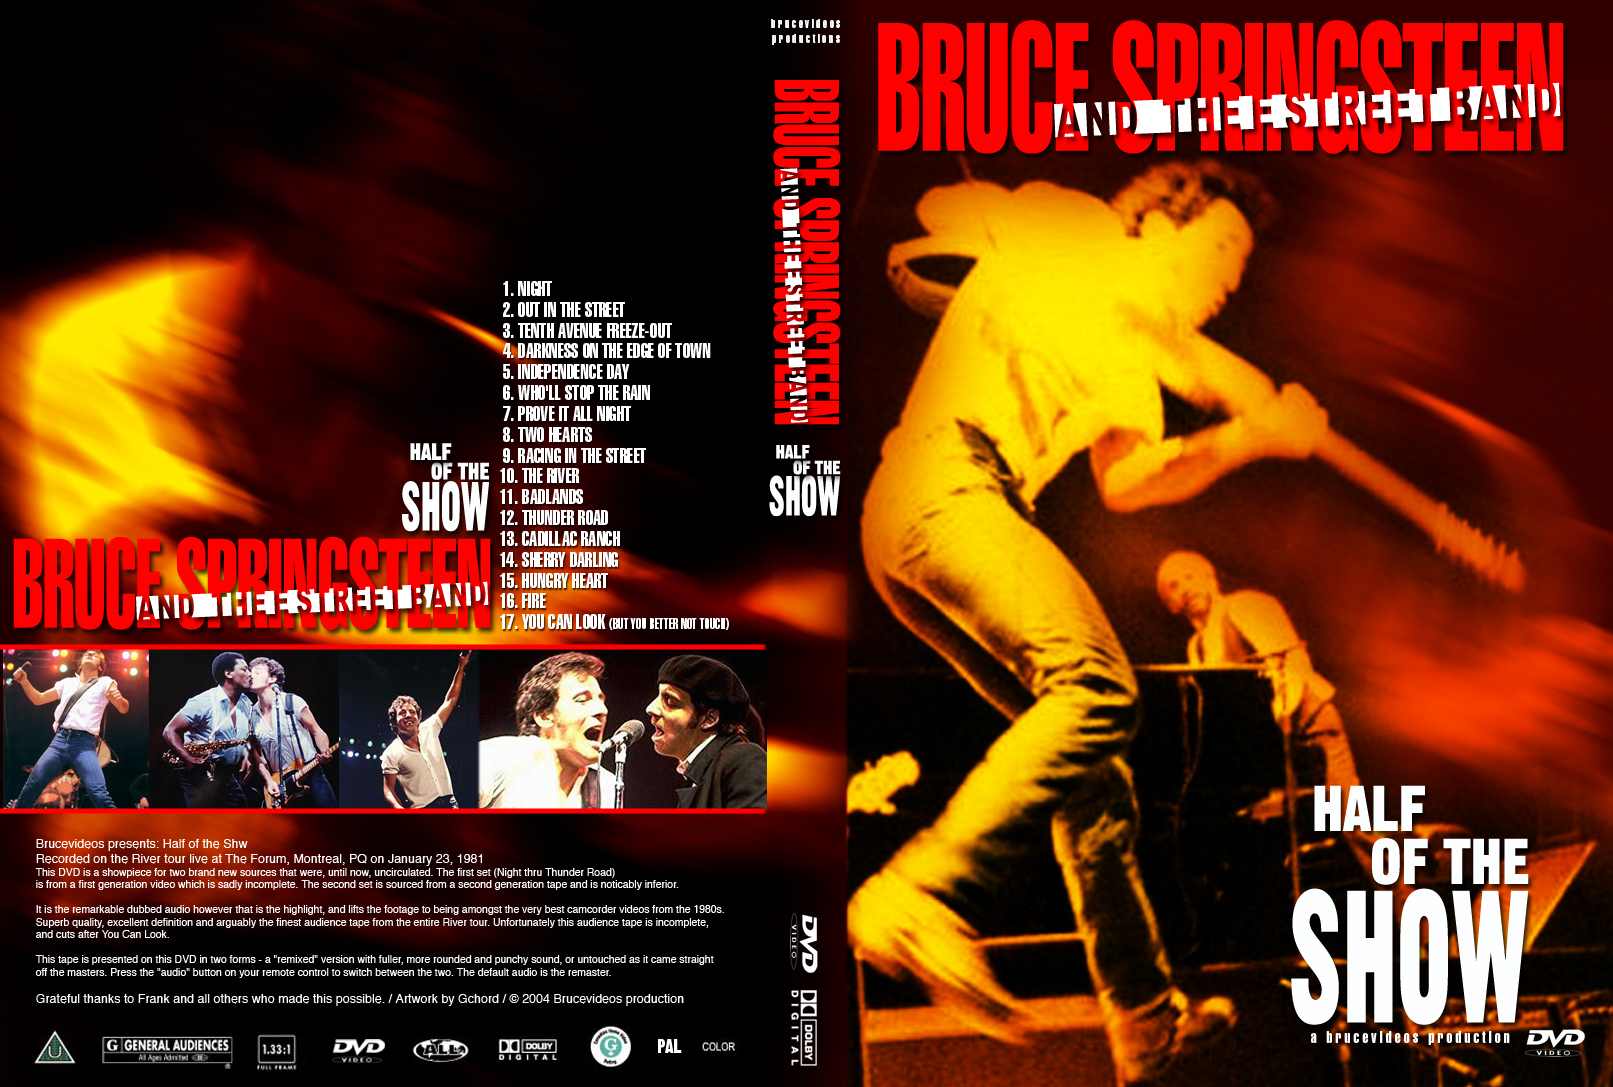 brucevideos
productions
BRUCE SPRINGSTEEN
AND THE E STREET BAND
HALF
OF THE
SHOW
DVD
VIDEO
DOLBY
DIGITAL
1. NIGHT
2. OUT IN THE STREET
3. TENTH AVENUE FREEZE-OUT
4. DARKNESS ON THE EDGE OF TOWN
5. INDEPENDENCE DAY
6. WHO'LL STOP THE RAIN
7. PROVE IT ALL NIGHT
8. TWO HEARTS
9. RACING IN THE STREET
10. THE RIVER
11. BADLANDS
12. THUNDER ROAD
13. CADILLAC RANCH
14. SHERRY DARLING
15. HUNGRY HEART
16. FIRE
17. YOU CAN LOOK (BUT YOU BETTER NOT TOUCH)
HALF
OF THE
SHOW
BRUCE SPRINGSTEEN
AND THE E STREET BAND
Brucevideos presents: Half of the Shw
Recorded on the River tour live at The Forum, Montreal, PQ on January 23, 1981
This DVD is a showpiece for two brand new sources that were, until now, uncirculated. The first set (Night thru Thunder Road)
is from a first generation video which is sadly incomplete. The second set is sourced from a second generation tape and is noticably inferior.
It is the remarkable dubbed audio however that is the highlight, and lifts the footage to being amongst the very best camcorder videos from the 1980s.
Superb quality, excellent definition and arguably the finest audience tape from the entire River tour. Unfortunately this audience tape is incomplete,
and cuts after You Can Look.
This tape is presented on this DVD in two forms - a "remixed" version with fuller, more rounded and punchy sound, or untouched as it came straight
off the masters. Press the "audio" button on your remote control to switch between the two. The default audio is the remaster.
Grateful thanks to Frank and all others who made this possible. / Artwork by Gchord / © 2004 Brucevideos production
U
G GENERAL AUDIENCES
All Ages Admitted
®
1.33:1
FULL FRAME
DVD
VIDEO
ALL
DOLBY
DIGITAL
G
PAL
COLOR
BRUCE SPRINGSTEEN
AND THE E STREET BAND
HALF
OF THE
SHOW
a brucevideos production
DVD
VIDEO